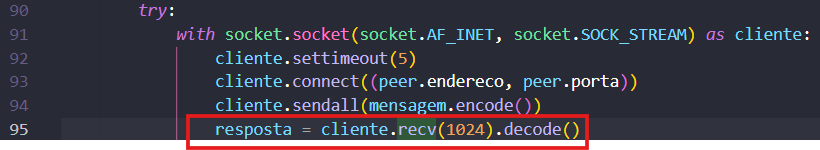 90 try:
91 with socket.socket(socket.AF_INET, socket.SOCK_STREAM) as cliente:
92 cliente.settimeout(5)
93 cliente.connect((peer.endereco, peer.porta))
94 cliente.sendall(mensagem.encode())
95 resposta = cliente.recv(1024).decode()